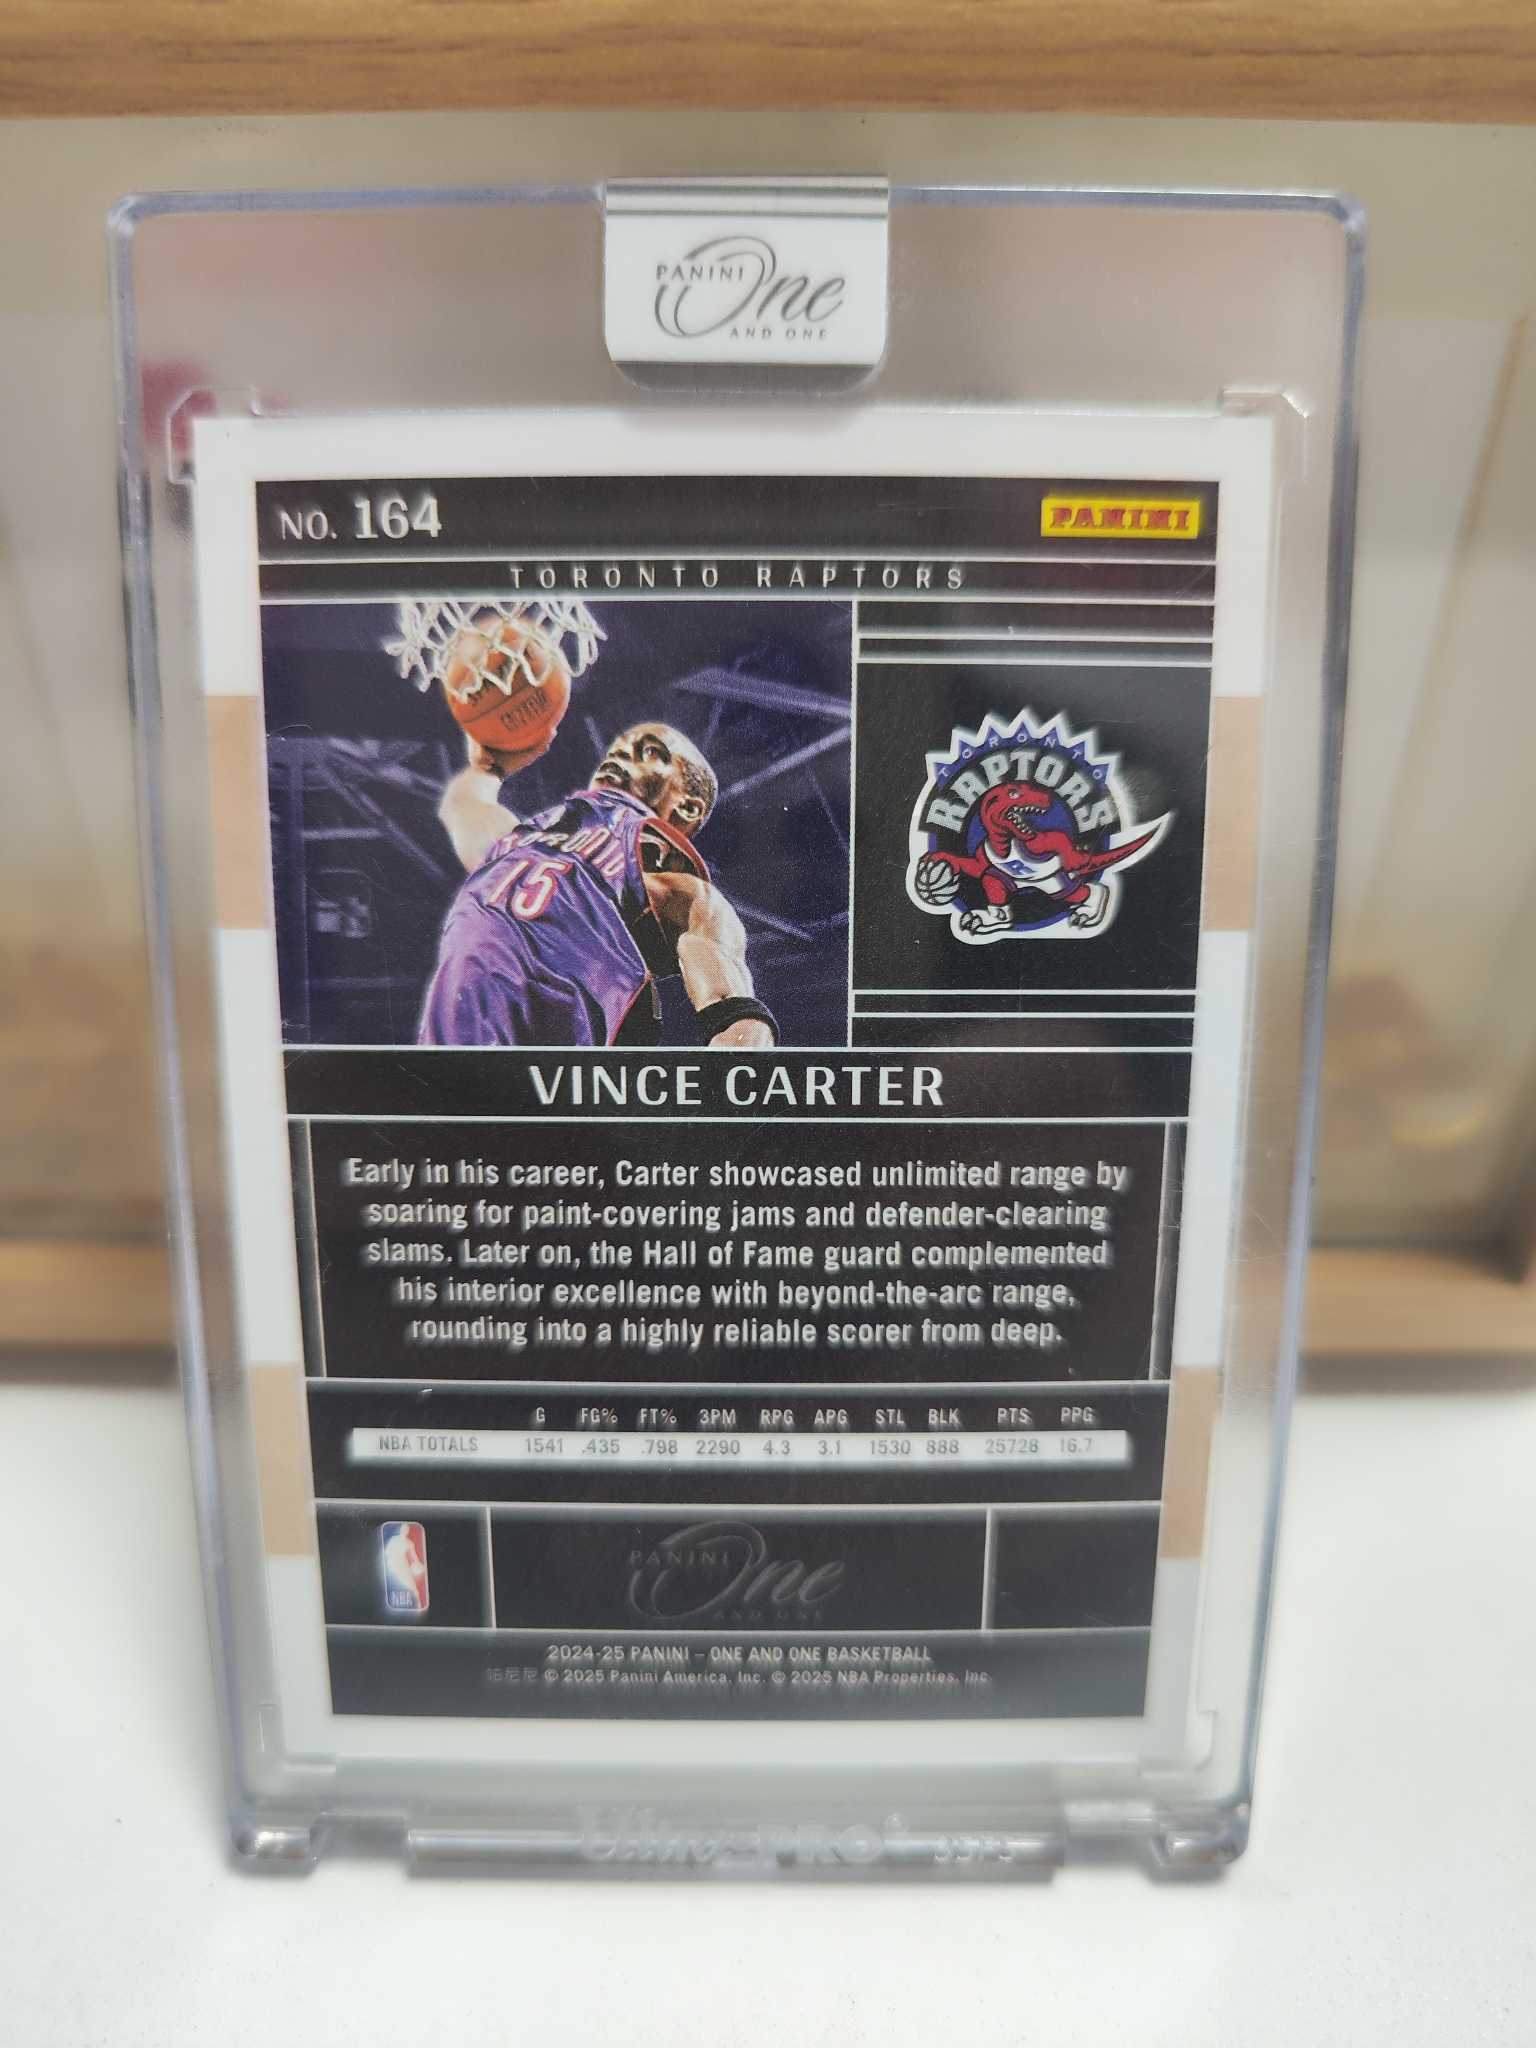 PANINI One
AND ONE
NO. 164
PANINI
TORONTO RAPTORS
TORONTO
RAPTORS
TORONTO
15
VINCE CARTER
Early in his career, Carter showcased unlimited range by
soaring for paint-covering jams and defender-clearing
slams. Later on, the Hall of Fame guard complemented
his interior excellence with beyond-the-arc range,
rounding into a highly reliable scorer from deep.
G FG% FT% 3PM RPG APG STL BLK PTS PPG
NBA TOTALS 1541 .435 .798 2290 4.3 3.1 1530 888 25728 16.7
NBA
PANINI One
AND ONE
2024-25 PANINI – ONE AND ONE BASKETBALL
帕尼尼 © 2025 Panini America, Inc. © 2025 NBA Properties, Inc.
Ultra PRO®